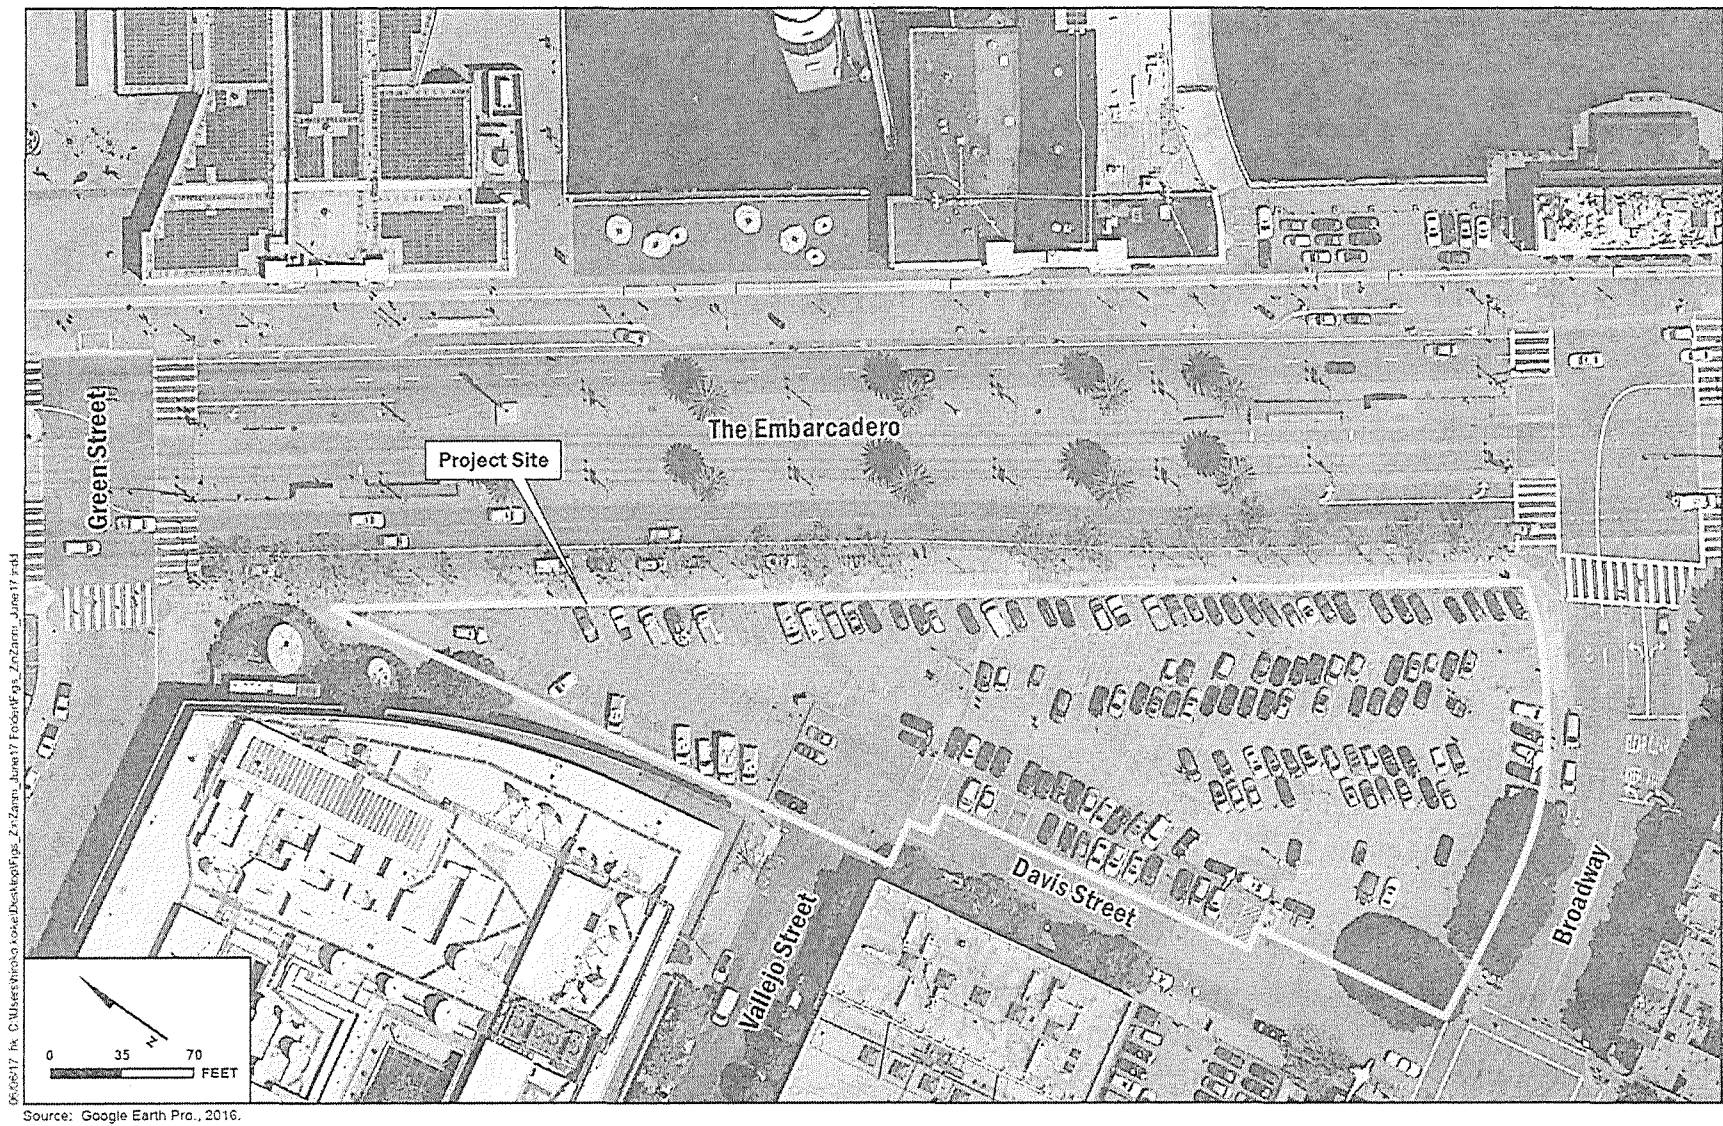 The Embarcadero
Project Site
Green Street
Davis Street
Vallejo Street
Broadway
N
0 35 70
FEET
Source: Google Earth Pro., 2016.